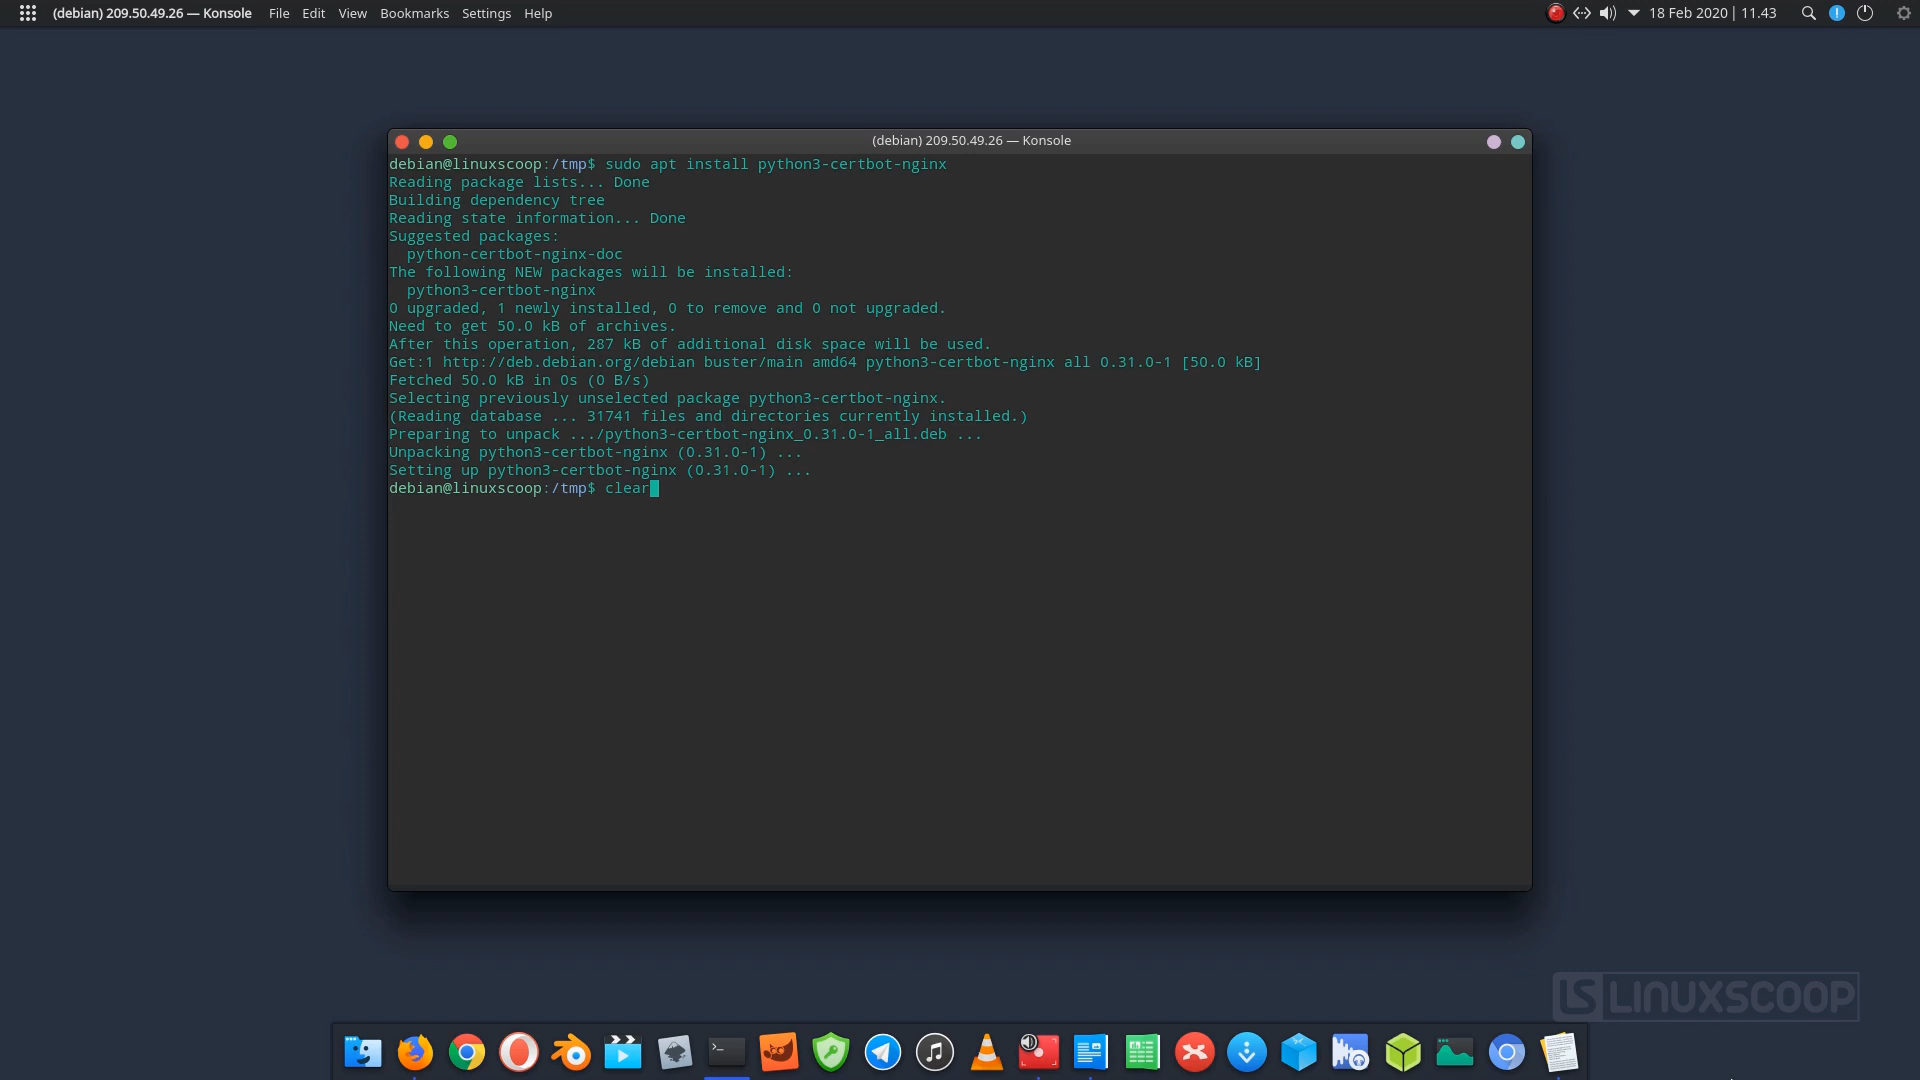 (debian) 209.50.49.26 — Konsole File Edit View Bookmarks Settings Help 18 Feb 2020 | 11.43
(debian) 209.50.49.26 — Konsole
debian@linuxscoop:/tmp$ sudo apt install python3-certbot-nginx
Reading package lists... Done
Building dependency tree
Reading state information... Done
Suggested packages:
  python-certbot-nginx-doc
The following NEW packages will be installed:
  python3-certbot-nginx
0 upgraded, 1 newly installed, 0 to remove and 0 not upgraded.
Need to get 50.0 kB of archives.
After this operation, 287 kB of additional disk space will be used.
Get:1 http://deb.debian.org/debian buster/main amd64 python3-certbot-nginx all 0.31.0-1 [50.0 kB]
Fetched 50.0 kB in 0s (0 B/s)
Selecting previously unselected package python3-certbot-nginx.
(Reading database ... 31741 files and directories currently installed.)
Preparing to unpack .../python3-certbot-nginx_0.31.0-1_all.deb ...
Unpacking python3-certbot-nginx (0.31.0-1) ...
Setting up python3-certbot-nginx (0.31.0-1) ...
debian@linuxscoop:/tmp$ clear
LS LINUXSCOOP